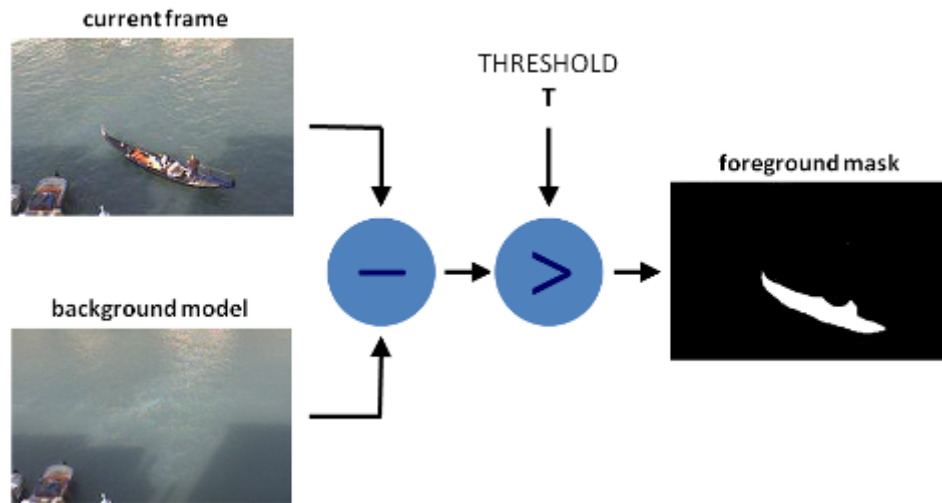 current frame
THRESHOLD
T
foreground mask
−
>
background model